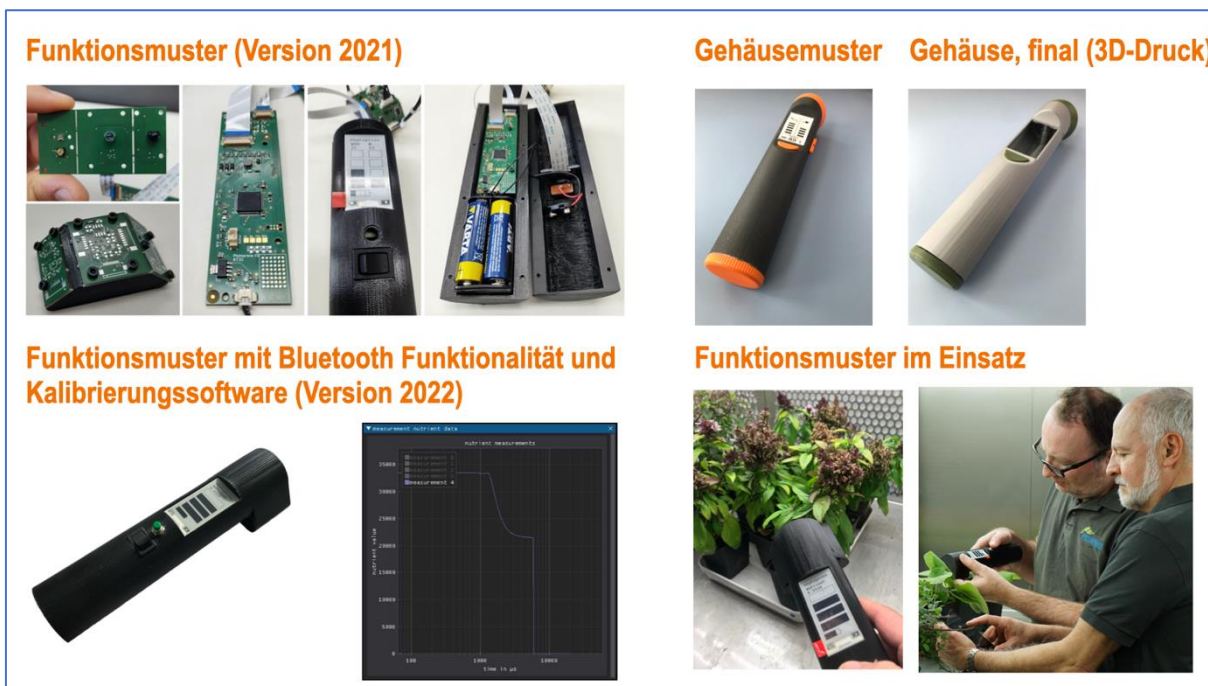 Funktionsmuster (Version 2021)
Gehäusemuster
Gehäuse, final (3D-Druck)
VARTA
Funktionsmuster mit Bluetooth Funktionalität und
Kalibrierungssoftware (Version 2022)
measurement nutrient data
nutrient measurements
measurement 4
35000
30000
25000
20000
15000
10000
5000
0
nutrient value
100
1000
10000
time in µs
Funktionsmuster im Einsatz